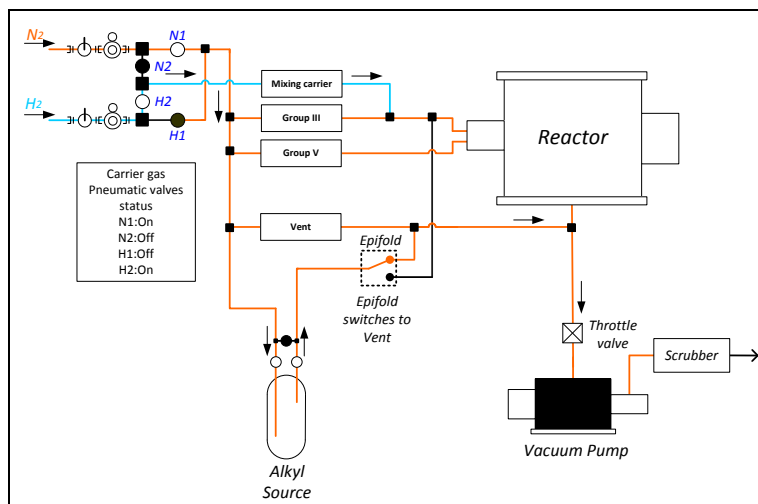 N2
N1
N2
H2
H2
H1
Mixing carrier
Group III
Group V
Vent
Reactor
Carrier gas
Pneumatic valves
status
N1:On
N2:Off
H1:Off
H2:On
Epifold
Epifold
switches to
Vent
Throttle
valve
Scrubber
Vacuum Pump
Alkyl
Source